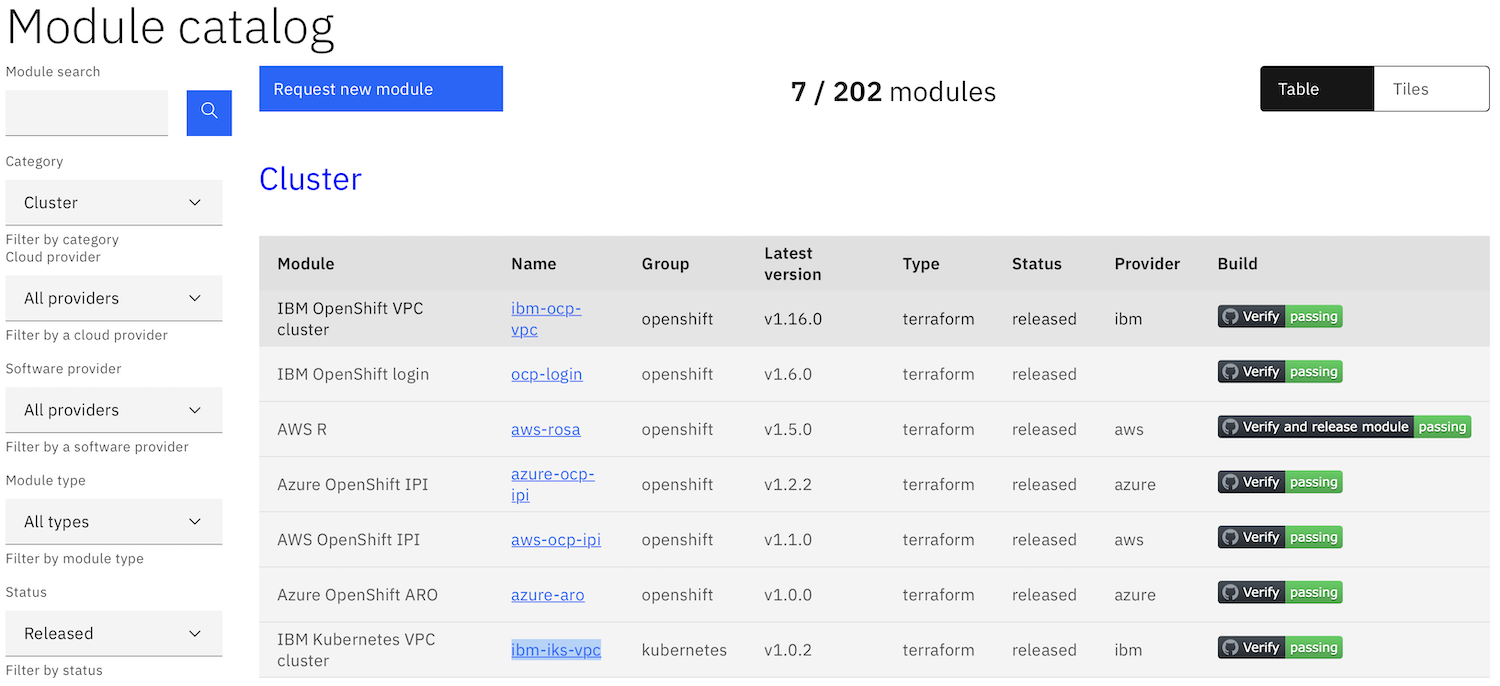 Module catalog
Module search
Request new module
7 / 202 modules
Table
Tiles
Category
Cluster
Filter by category
Cloud provider
All providers
Filter by a cloud provider
Software provider
All providers
Filter by a software provider
Module type
All types
Filter by module type
Status
Released
Filter by status
Cluster
Module Name Group Latest version Type Status Provider Build
IBM OpenShift VPC cluster ibm-ocp-vpc openshift v1.16.0 terraform released ibm Verify passing
IBM OpenShift login ocp-login openshift v1.6.0 terraform released Verify passing
AWS R aws-rosa openshift v1.5.0 terraform released aws Verify and release module passing
Azure OpenShift IPI azure-ocp-ipi openshift v1.2.2 terraform released azure Verify passing
AWS OpenShift IPI aws-ocp-ipi openshift v1.1.0 terraform released aws Verify passing
Azure OpenShift ARO azure-aro openshift v1.0.0 terraform released azure Verify passing
IBM Kubernetes VPC cluster ibm-iks-vpc kubernetes v1.0.2 terraform released ibm Verify passing